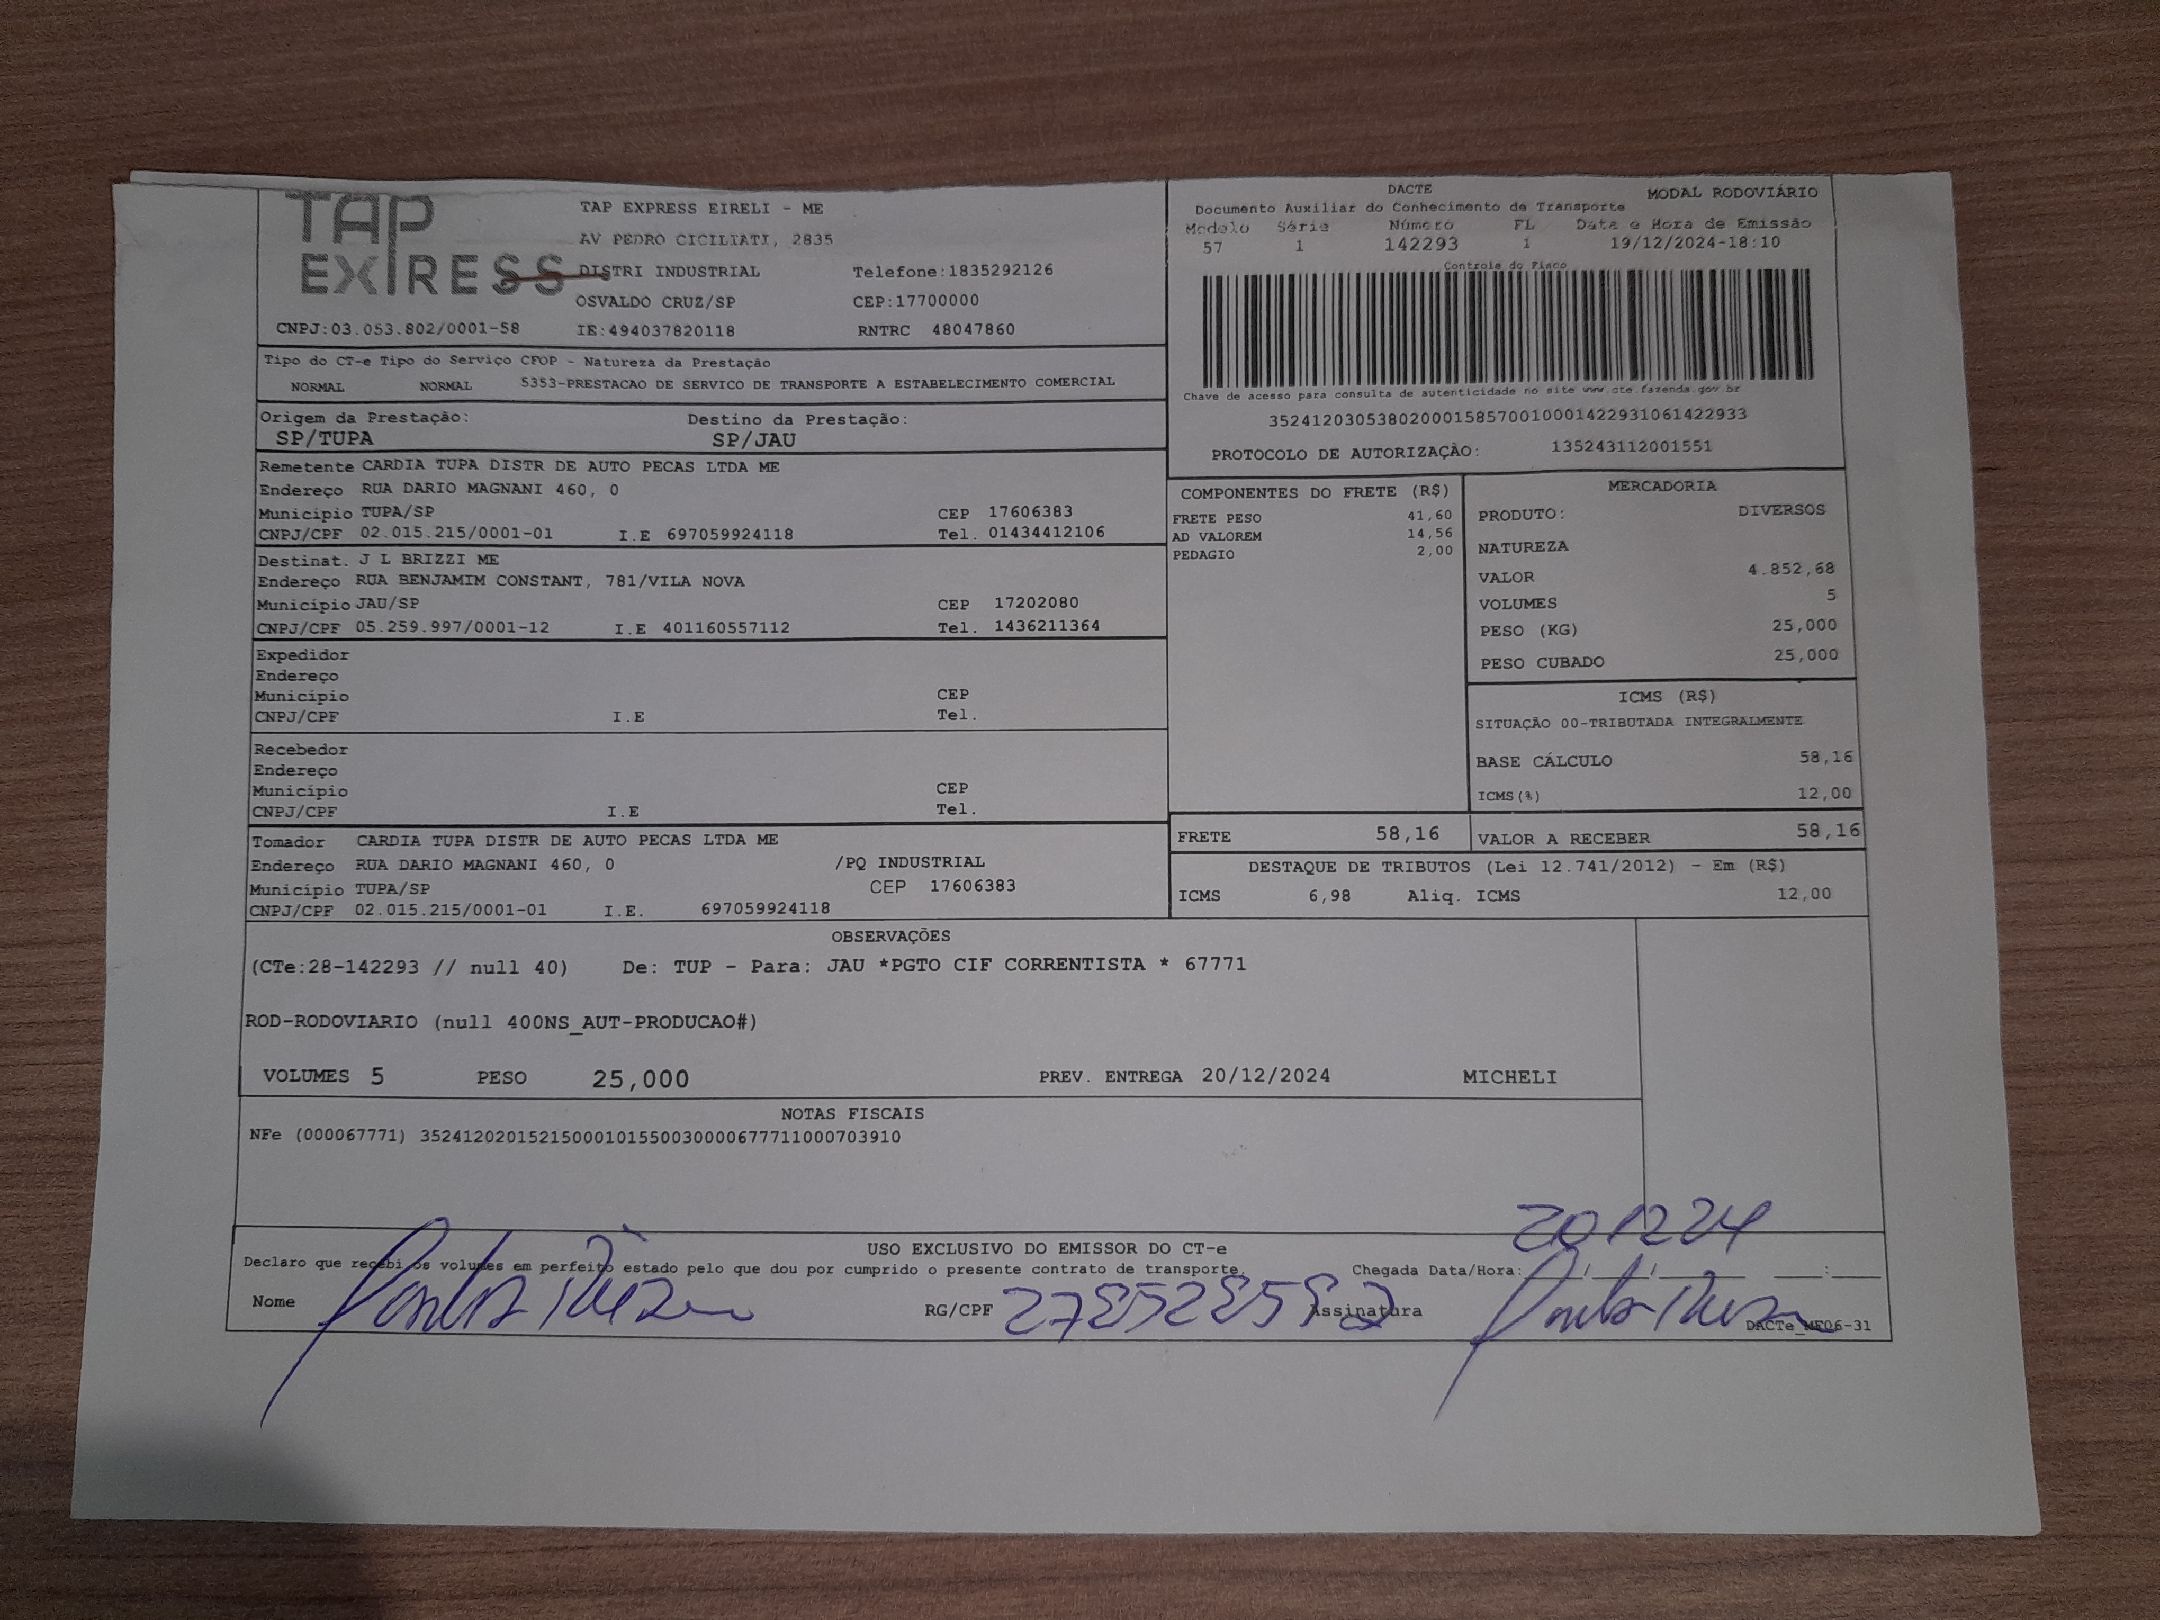 TAP EXPRESS
TAP EXPRESS EIRELI - ME
AV PEDRO CICILIATI, 2835
DISTRI INDUSTRIAL Telefone:1835292126
OSVALDO CRUZ/SP CEP:17700000
CNPJ:03.053.802/0001-58 IE:494037820118 RNTRC 48047860
DACTE MODAL RODOVIÁRIO
Documento Auxiliar do Conhecimento de Transporte
Modelo Série Número FL Data e Hora de Emissão
57 1 142293 1 19/12/2024-18:10
Controle do Fisco
Chave de acesso para consulta de autenticidade no site www.cte.fazenda.gov.br
35241203053802000158570010001422931061422933
PROTOCOLO DE AUTORIZAÇÃO: 135243112001551
Tipo do CT-e Tipo do Serviço CFOP - Natureza da Prestação
NORMAL NORMAL 5353-PRESTACAO DE SERVICO DE TRANSPORTE A ESTABELECIMENTO COMERCIAL
Origem da Prestação: Destino da Prestação:
SP/TUPA SP/JAU
Remetente CARDIA TUPA DISTR DE AUTO PECAS LTDA ME
Endereço RUA DARIO MAGNANI 460, 0
Município TUPA/SP CEP 17606383
CNPJ/CPF 02.015.215/0001-01 I.E 697059924118 Tel. 01434412106
Destinat. J L BRIZZI ME
Endereço RUA BENJAMIM CONSTANT, 781/VILA NOVA
Município JAU/SP CEP 17202080
CNPJ/CPF 05.259.997/0001-12 I.E 401160557112 Tel. 1436211364
Expedidor
Endereço
Município CEP
CNPJ/CPF I.E Tel.
Recebedor
Endereço
Município CEP
CNPJ/CPF I.E Tel.
Tomador CARDIA TUPA DISTR DE AUTO PECAS LTDA ME
Endereço RUA DARIO MAGNANI 460, 0 /PQ INDUSTRIAL
Município TUPA/SP CEP 17606383
CNPJ/CPF 02.015.215/0001-01 I.E. 697059924118
COMPONENTES DO FRETE (R$)
FRETE PESO 41,60
AD VALOREM 14,56
PEDAGIO 2,00
MERCADORIA
PRODUTO: DIVERSOS
NATUREZA
VALOR 4.852,68
VOLUMES 5
PESO (KG) 25,000
PESO CUBADO 25,000
ICMS (R$)
SITUAÇÃO 00-TRIBUTADA INTEGRALMENTE
BASE CÁLCULO 58,16
ICMS(%) 12,00
FRETE 58,16 VALOR A RECEBER 58,16
DESTAQUE DE TRIBUTOS (Lei 12.741/2012) - Em (R$)
ICMS 6,98 Aliq. ICMS 12,00
OBSERVAÇÕES
(CTe:28-142293 // null 40) De: TUP - Para: JAU *PGTO CIF CORRENTISTA * 67771
ROD-RODOVIARIO (null 400NS_AUT-PRODUCAO#)
VOLUMES 5 PESO 25,000 PREV. ENTREGA 20/12/2024 MICHELI
NOTAS FISCAIS
NFe (000067771) 35241202015215000101550030000677711000703910
201224
USO EXCLUSIVO DO EMISSOR DO CT-e
Declaro que recebi os volumes em perfeito estado pelo que dou por cumprido o presente contrato de transporte. Chegada Data/Hora: __/__/____ __:__
Nome RG/CPF Assinatura
DACTe_MF06-31